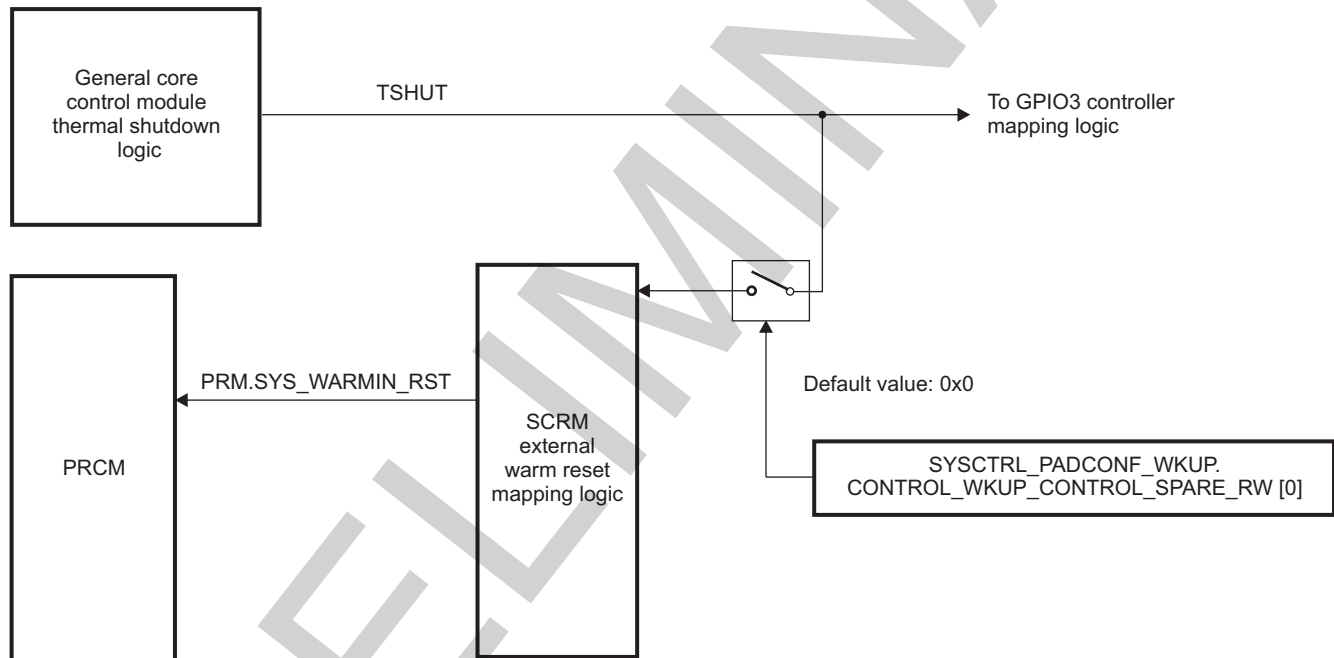 General core
control module
thermal shutdown
logic
TSHUT
To GPIO3 controller
mapping logic
PRM.SYS_WARMIN_RST
Default value: 0x0
PRCM
SCRM
external
warm reset
mapping logic
SYSCTRL_PADCONF_WKUP.
CONTROL_WKUP_CONTROL_SPARE_RW [0]